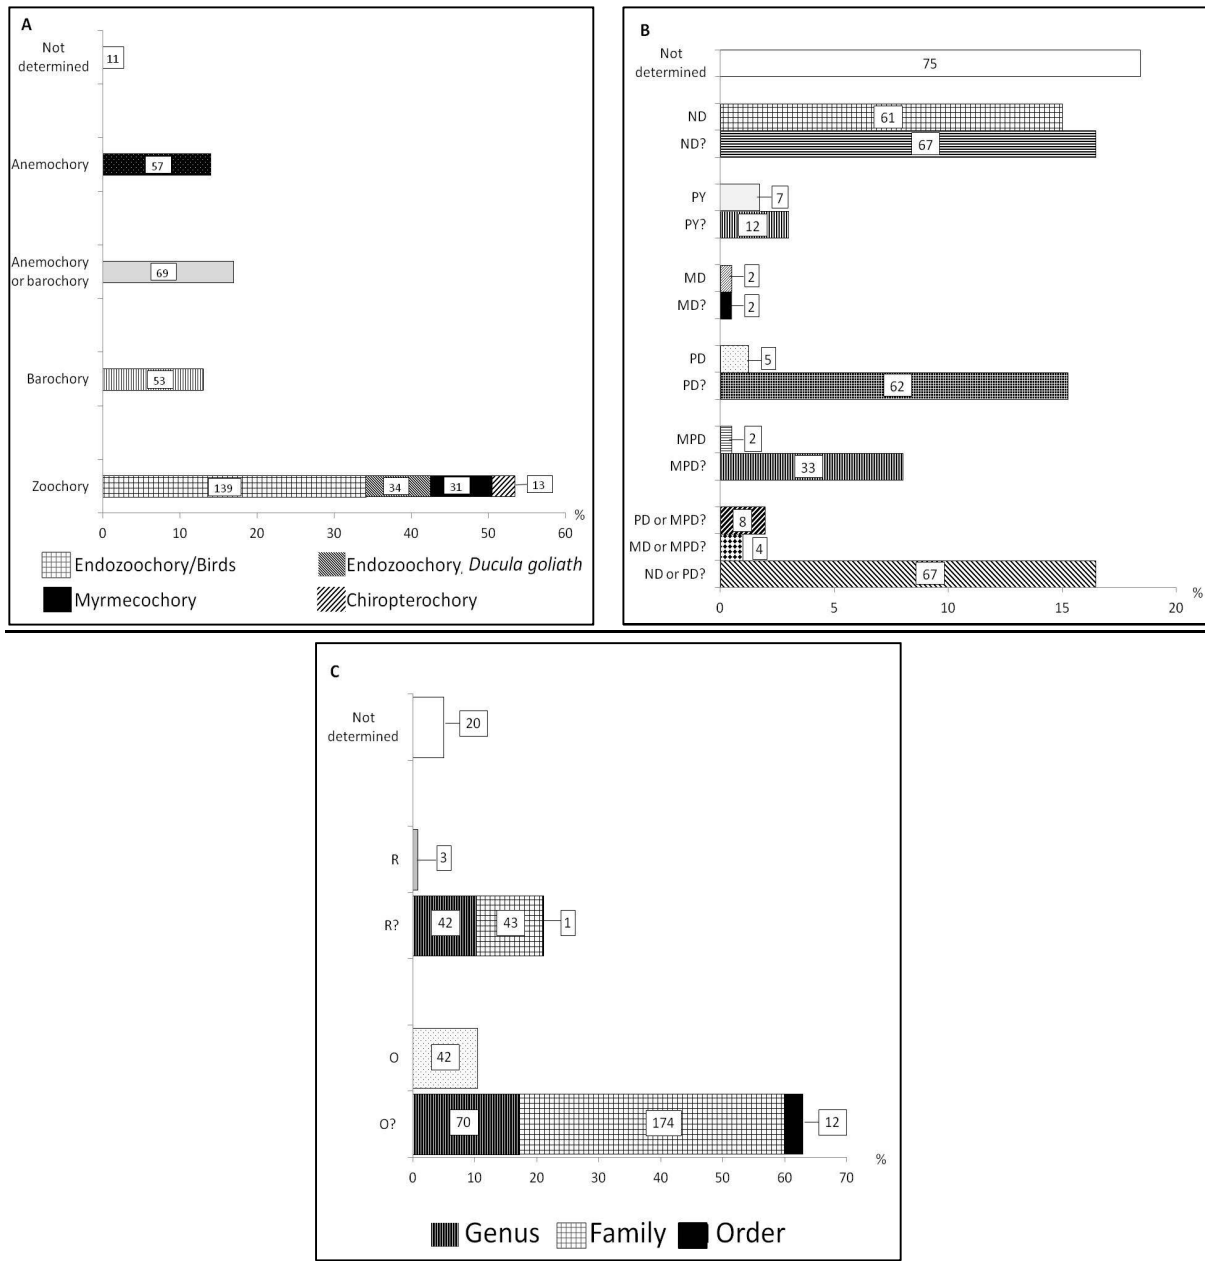 A
Not
determined
11
Anemochory
57
Anemochory
or barochory
69
Barochory
53
Zoochory
139
34
31
13
%
0
10
20
30
40
50
60
Endozoochory/Birds
Endozoochory, Ducula goliath
Myrmecochory
Chiropterochory
B
Not
determined
75
ND
61
ND?
67
PY
7
PY?
12
MD
2
MD?
2
PD
5
PD?
62
MPD
2
MPD?
33
PD or MPD?
8
MD or MPD?
4
ND or PD?
67
%
0
5
10
15
20
C
Not
determined
20
R
3
R?
42
43
1
O
42
O?
70
174
12
%
0
10
20
30
40
50
60
70
Genus
Family
Order